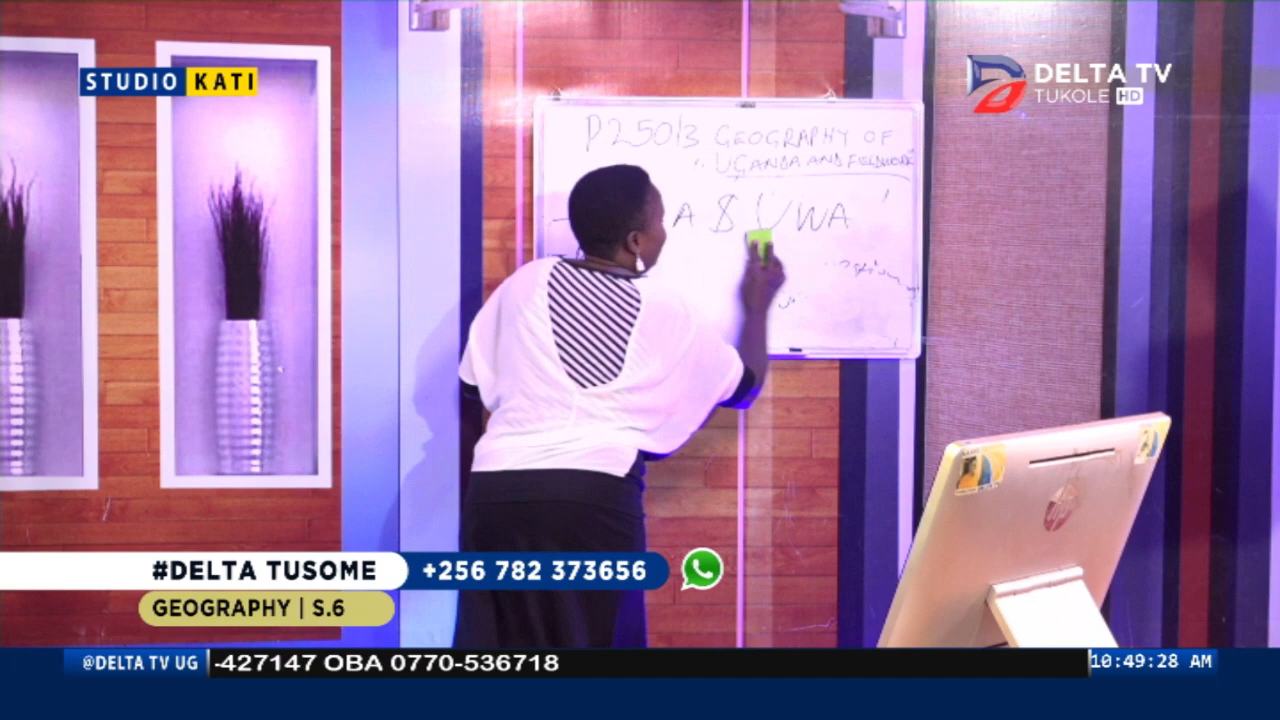 STUDIO KATI
DELTA TV
TUKOLE HD
P250/3 GEOGRAPHY OF
"UGANDA AND FIELDWORK
A & UWA
#DELTA TUSOME +256 782 373656
GEOGRAPHY | S.6
@DELTA TV UG -427147 OBA 0770-536718 10:49:28 AM
hp